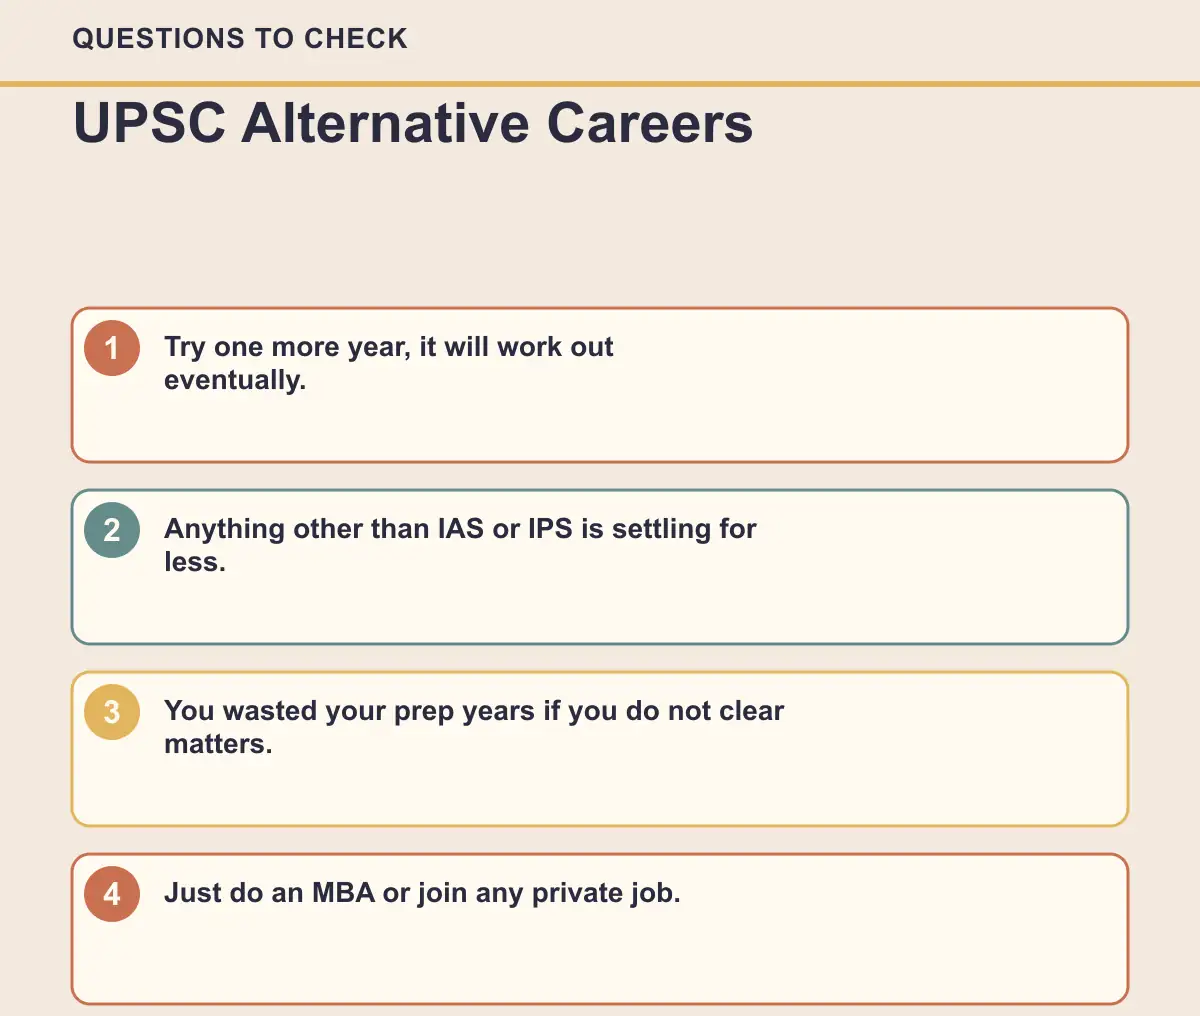 QUESTIONS TO CHECK
UPSC Alternative Careers
1
Try one more year, it will work out
eventually.
2
Anything other than IAS or IPS is settling for
less.
3
You wasted your prep years if you do not clear
matters.
4
Just do an MBA or join any private job.